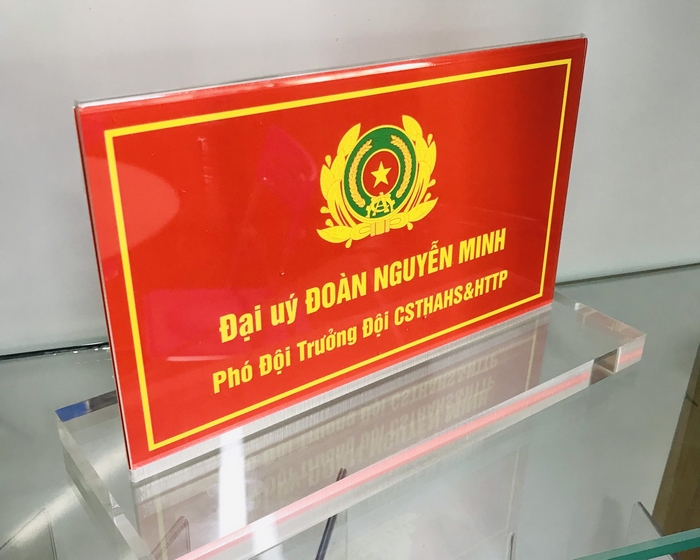 Đại uý ĐOÀN NGUYỄN MINH
Phó Đội Trưởng Đội CSTHAHS&HTTP